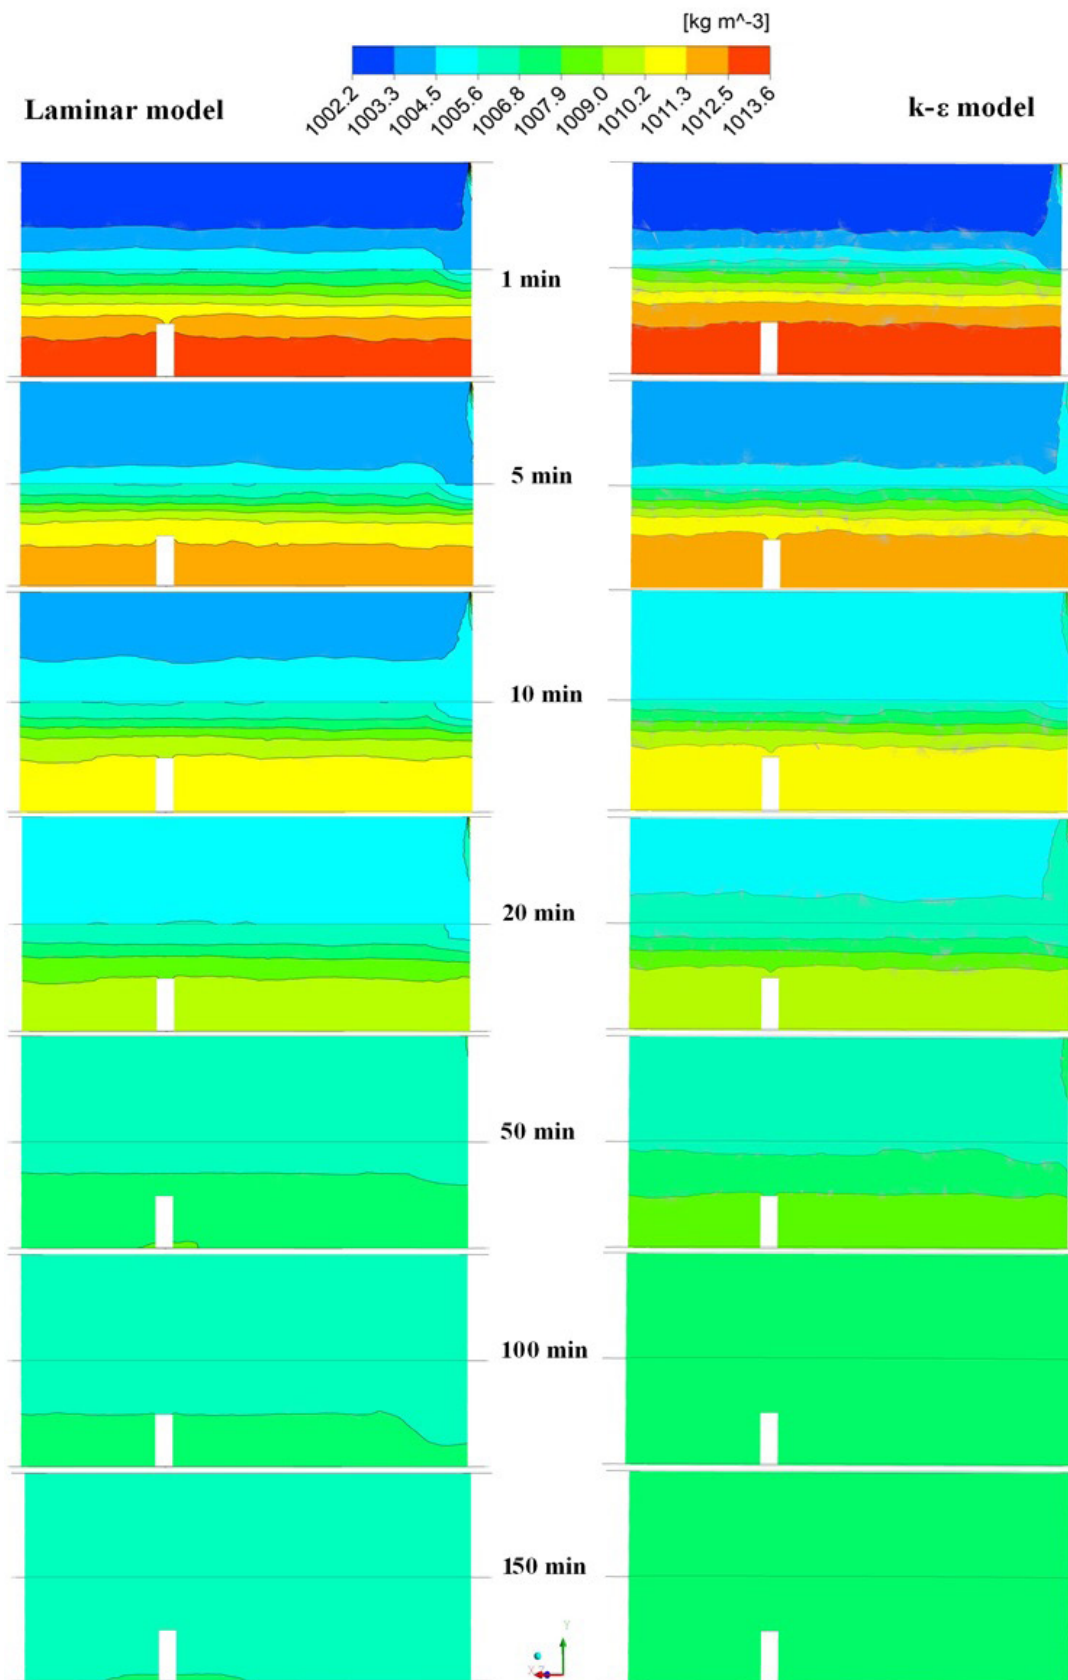 [kg m^-3]
1002.2
1003.3
1004.5
1005.6
1006.8
1007.9
1009.0
1010.2
1011.3
1012.5
1013.6
Laminar model
k-ε model
1 min
5 min
10 min
20 min
50 min
100 min
150 min
Y
X Z